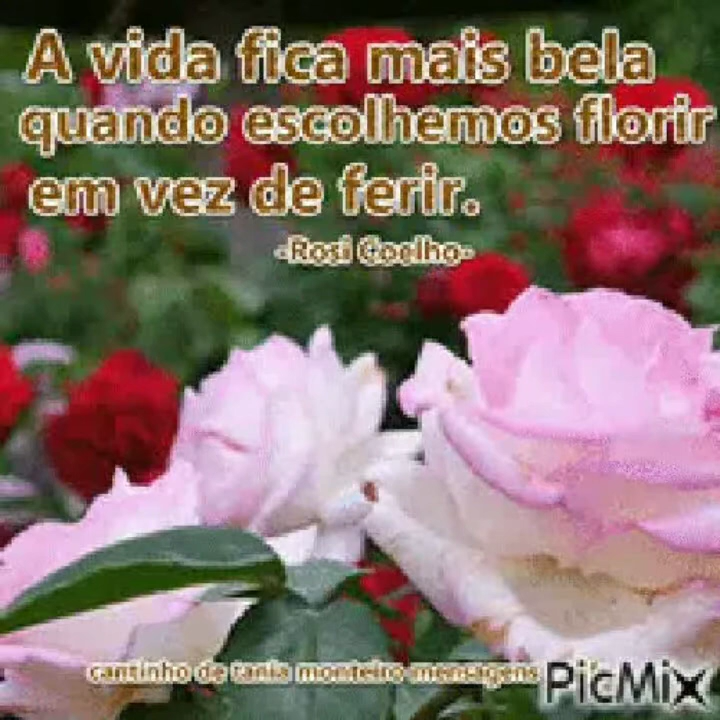 A vida fica mais bela
quando escolhemos florir
em vez de ferir.
-Rosi Coelho-
cantinho de tania monteiro mensagens
PicMix